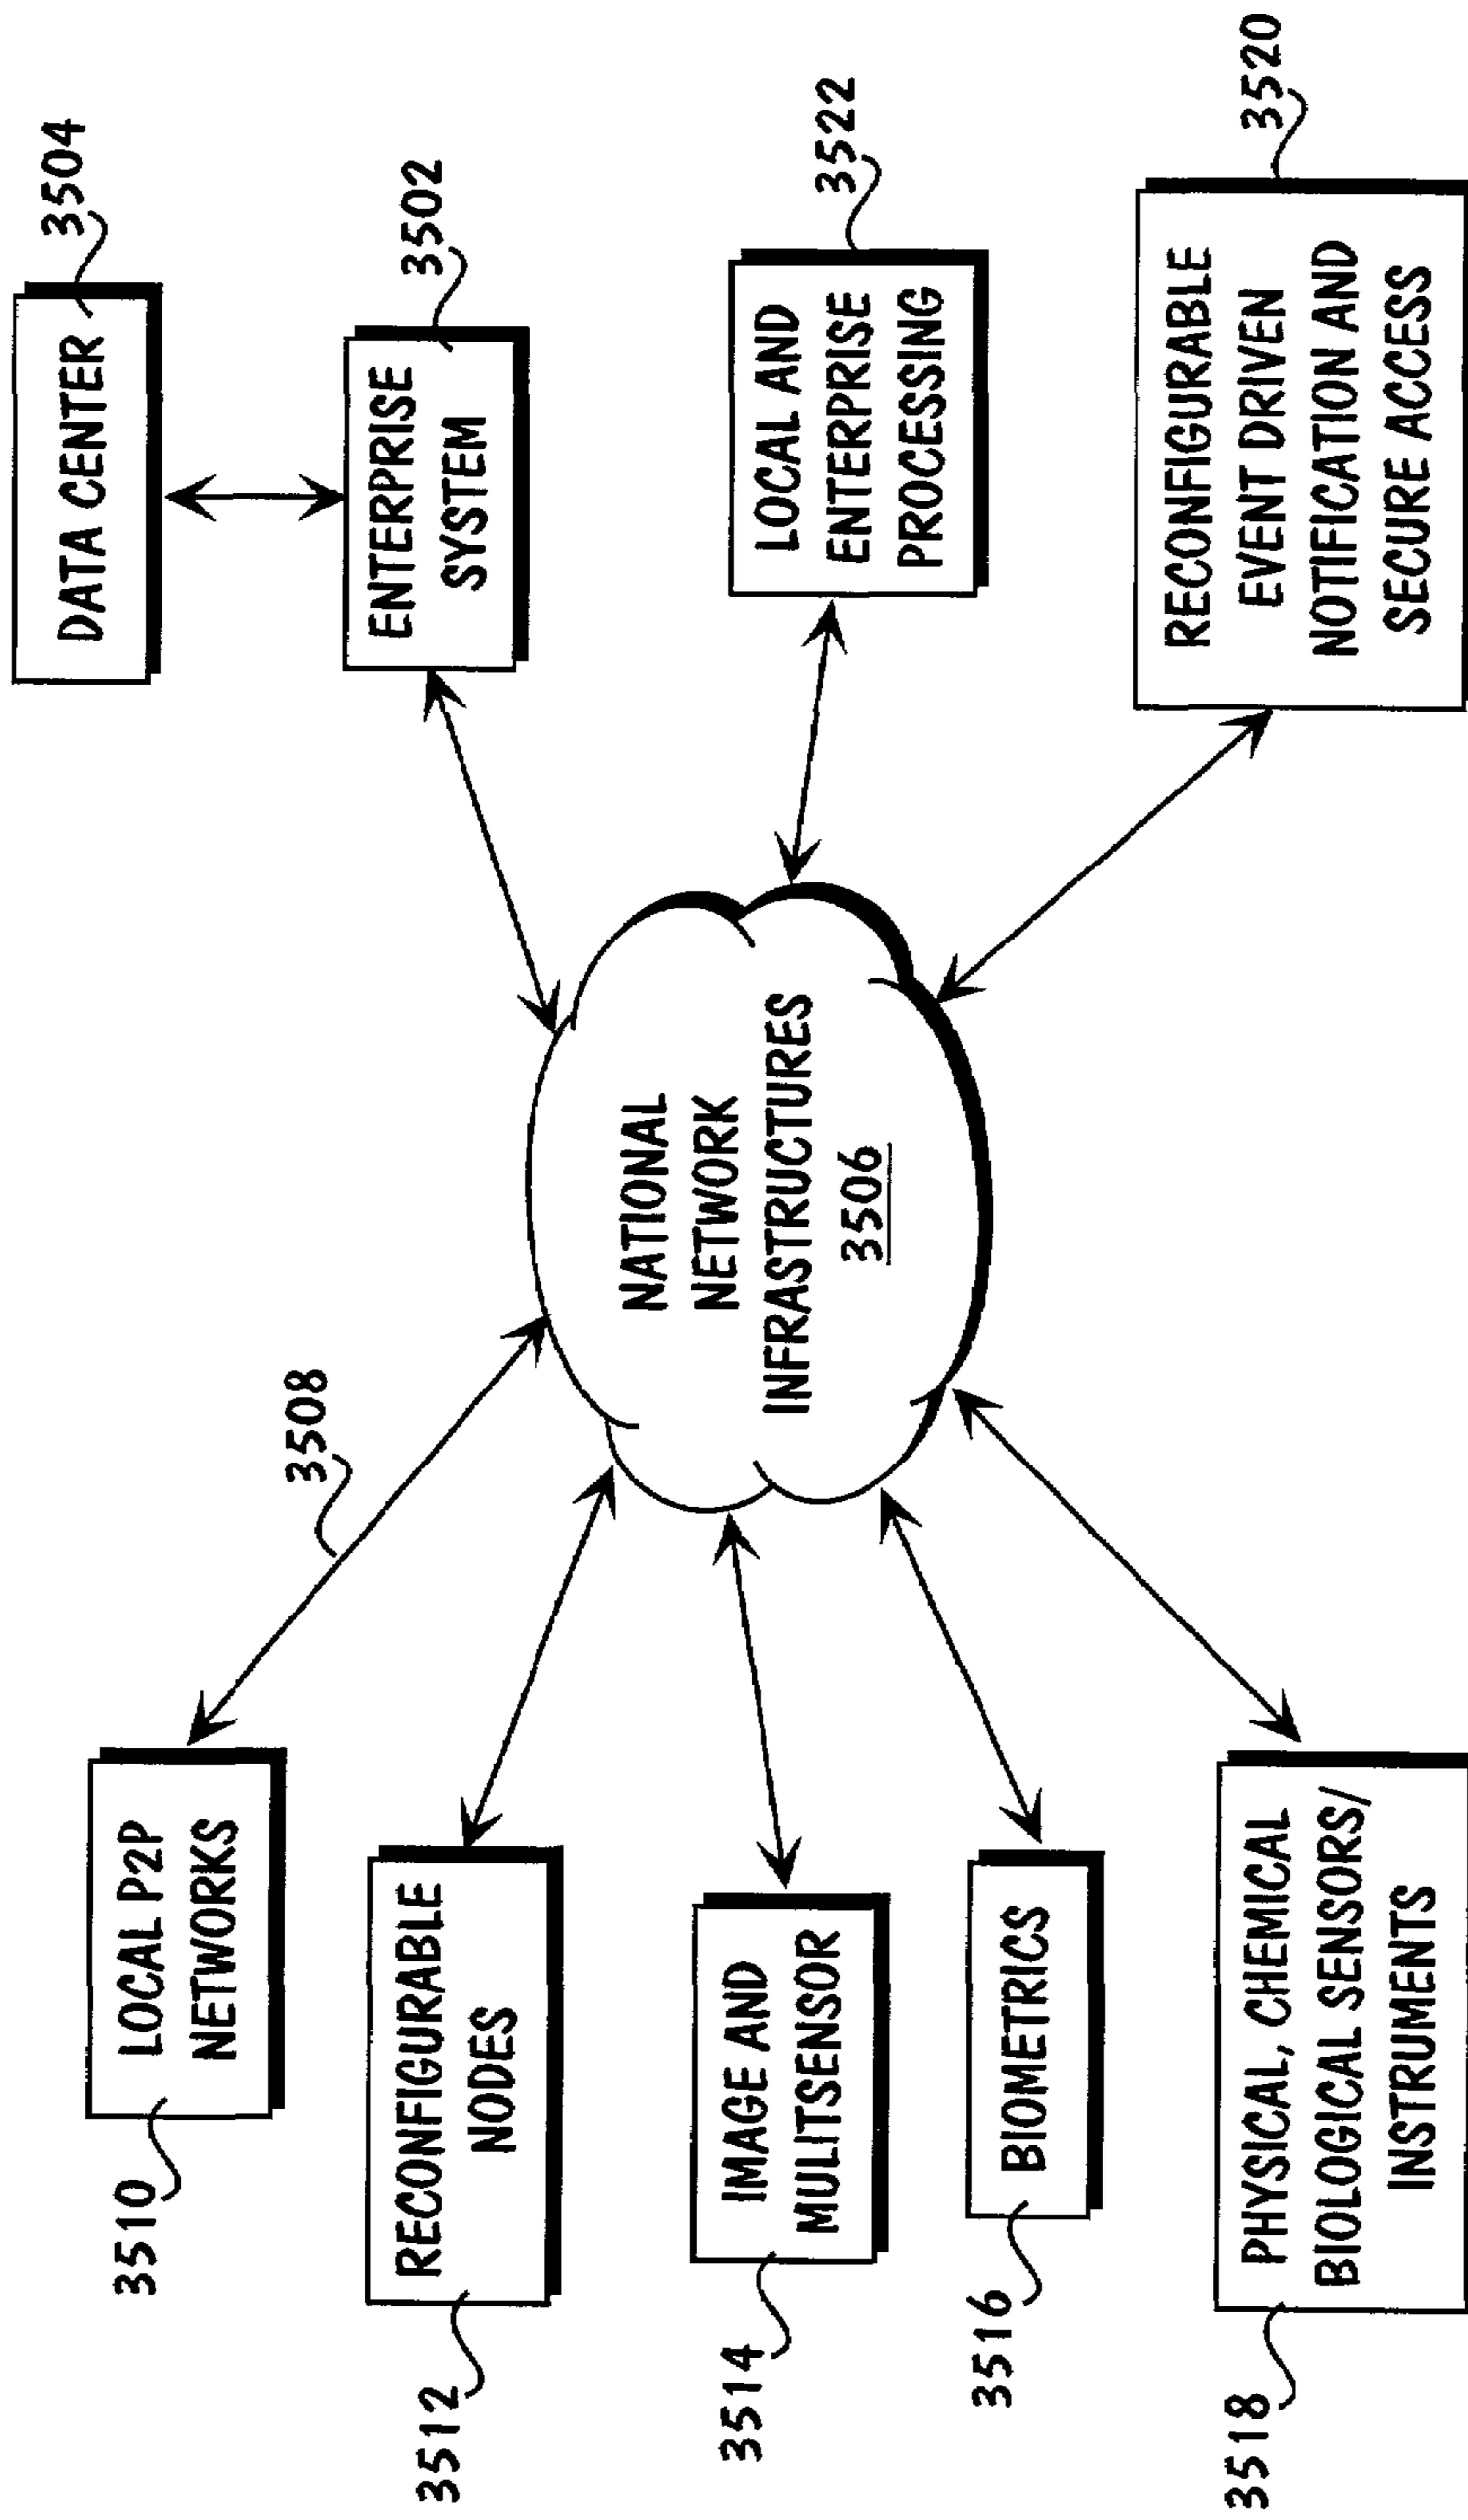 3510
LOCAL P2P
NETWORKS
3508
DATA CENTER
3504
3512
RECONFIGURABLE
NODES
ENTERPRISE
SYSTEM
3502
NATIONAL
NETWORK
INFRASTRUCTURES
3506
3514
IMAGE AND
MULITSENSOR
LOCAL AND
ENTERPRISE
PROCESSING
3522
3516
BIOMETRICS
3518
PHYSICAL, CHEMICAL
BIOLOGICAL SENSORS/
INSTRUMENTS
RECONFIGURABLE
EVENT DRIVEN
NOTIFICATION AND
SECURE ACCESS
3520